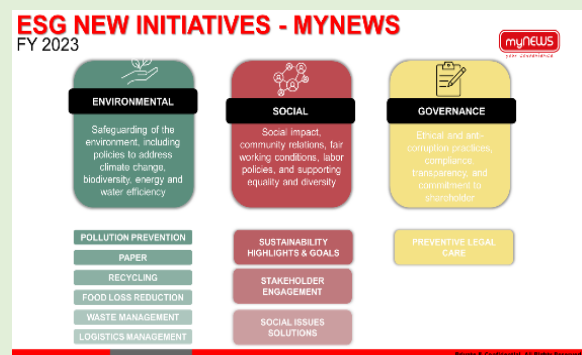 ESG NEW INITIATIVES - MYNEWS
FY 2023
myNEWS
your convenience
ENVIRONMENTAL
Safeguarding of the
environment, including
policies to address
climate change,
biodiversity, energy and
water efficiency
SOCIAL
Social impact,
community relations, fair
working conditions, labor
policies, and supporting
equality and diversity
GOVERNANCE
Ethical and anti-
corruption practices,
compliance,
transparency, and
commitment to
shareholder
POLLUTION PREVENTION
PAPER
RECYCLING
FOOD LOSS REDUCTION
WASTE MANAGEMENT
LOGISTICS MANAGEMENT
SUSTAINABILITY
HIGHLIGHTS & GOALS
STAKEHOLDER
ENGAGEMENT
SOCIAL ISSUES
SOLUTIONS
PREVENTIVE LEGAL
CARE